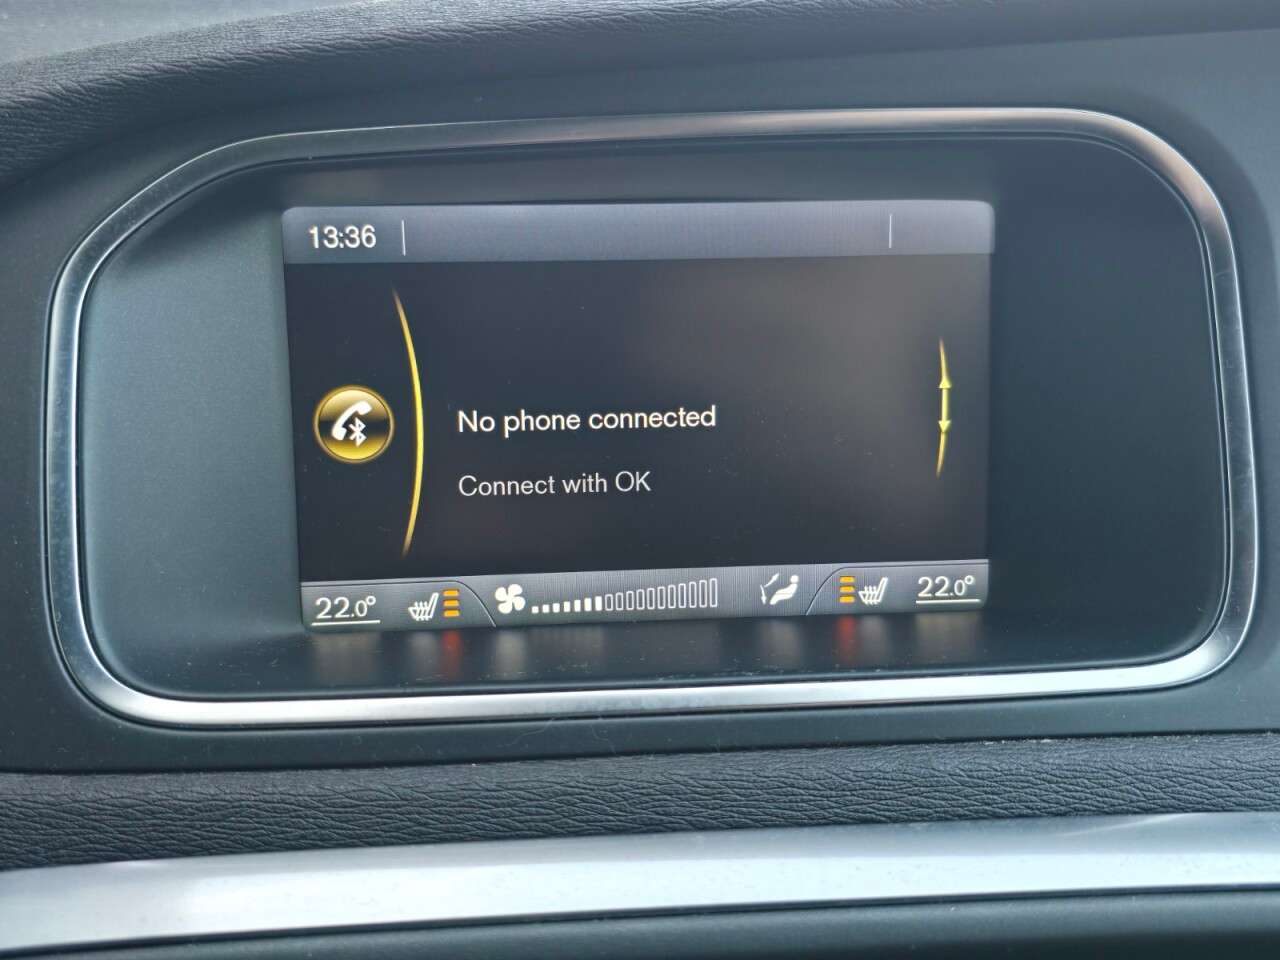 13:36
No phone connected
Connect with OK
22.0°
22.0°